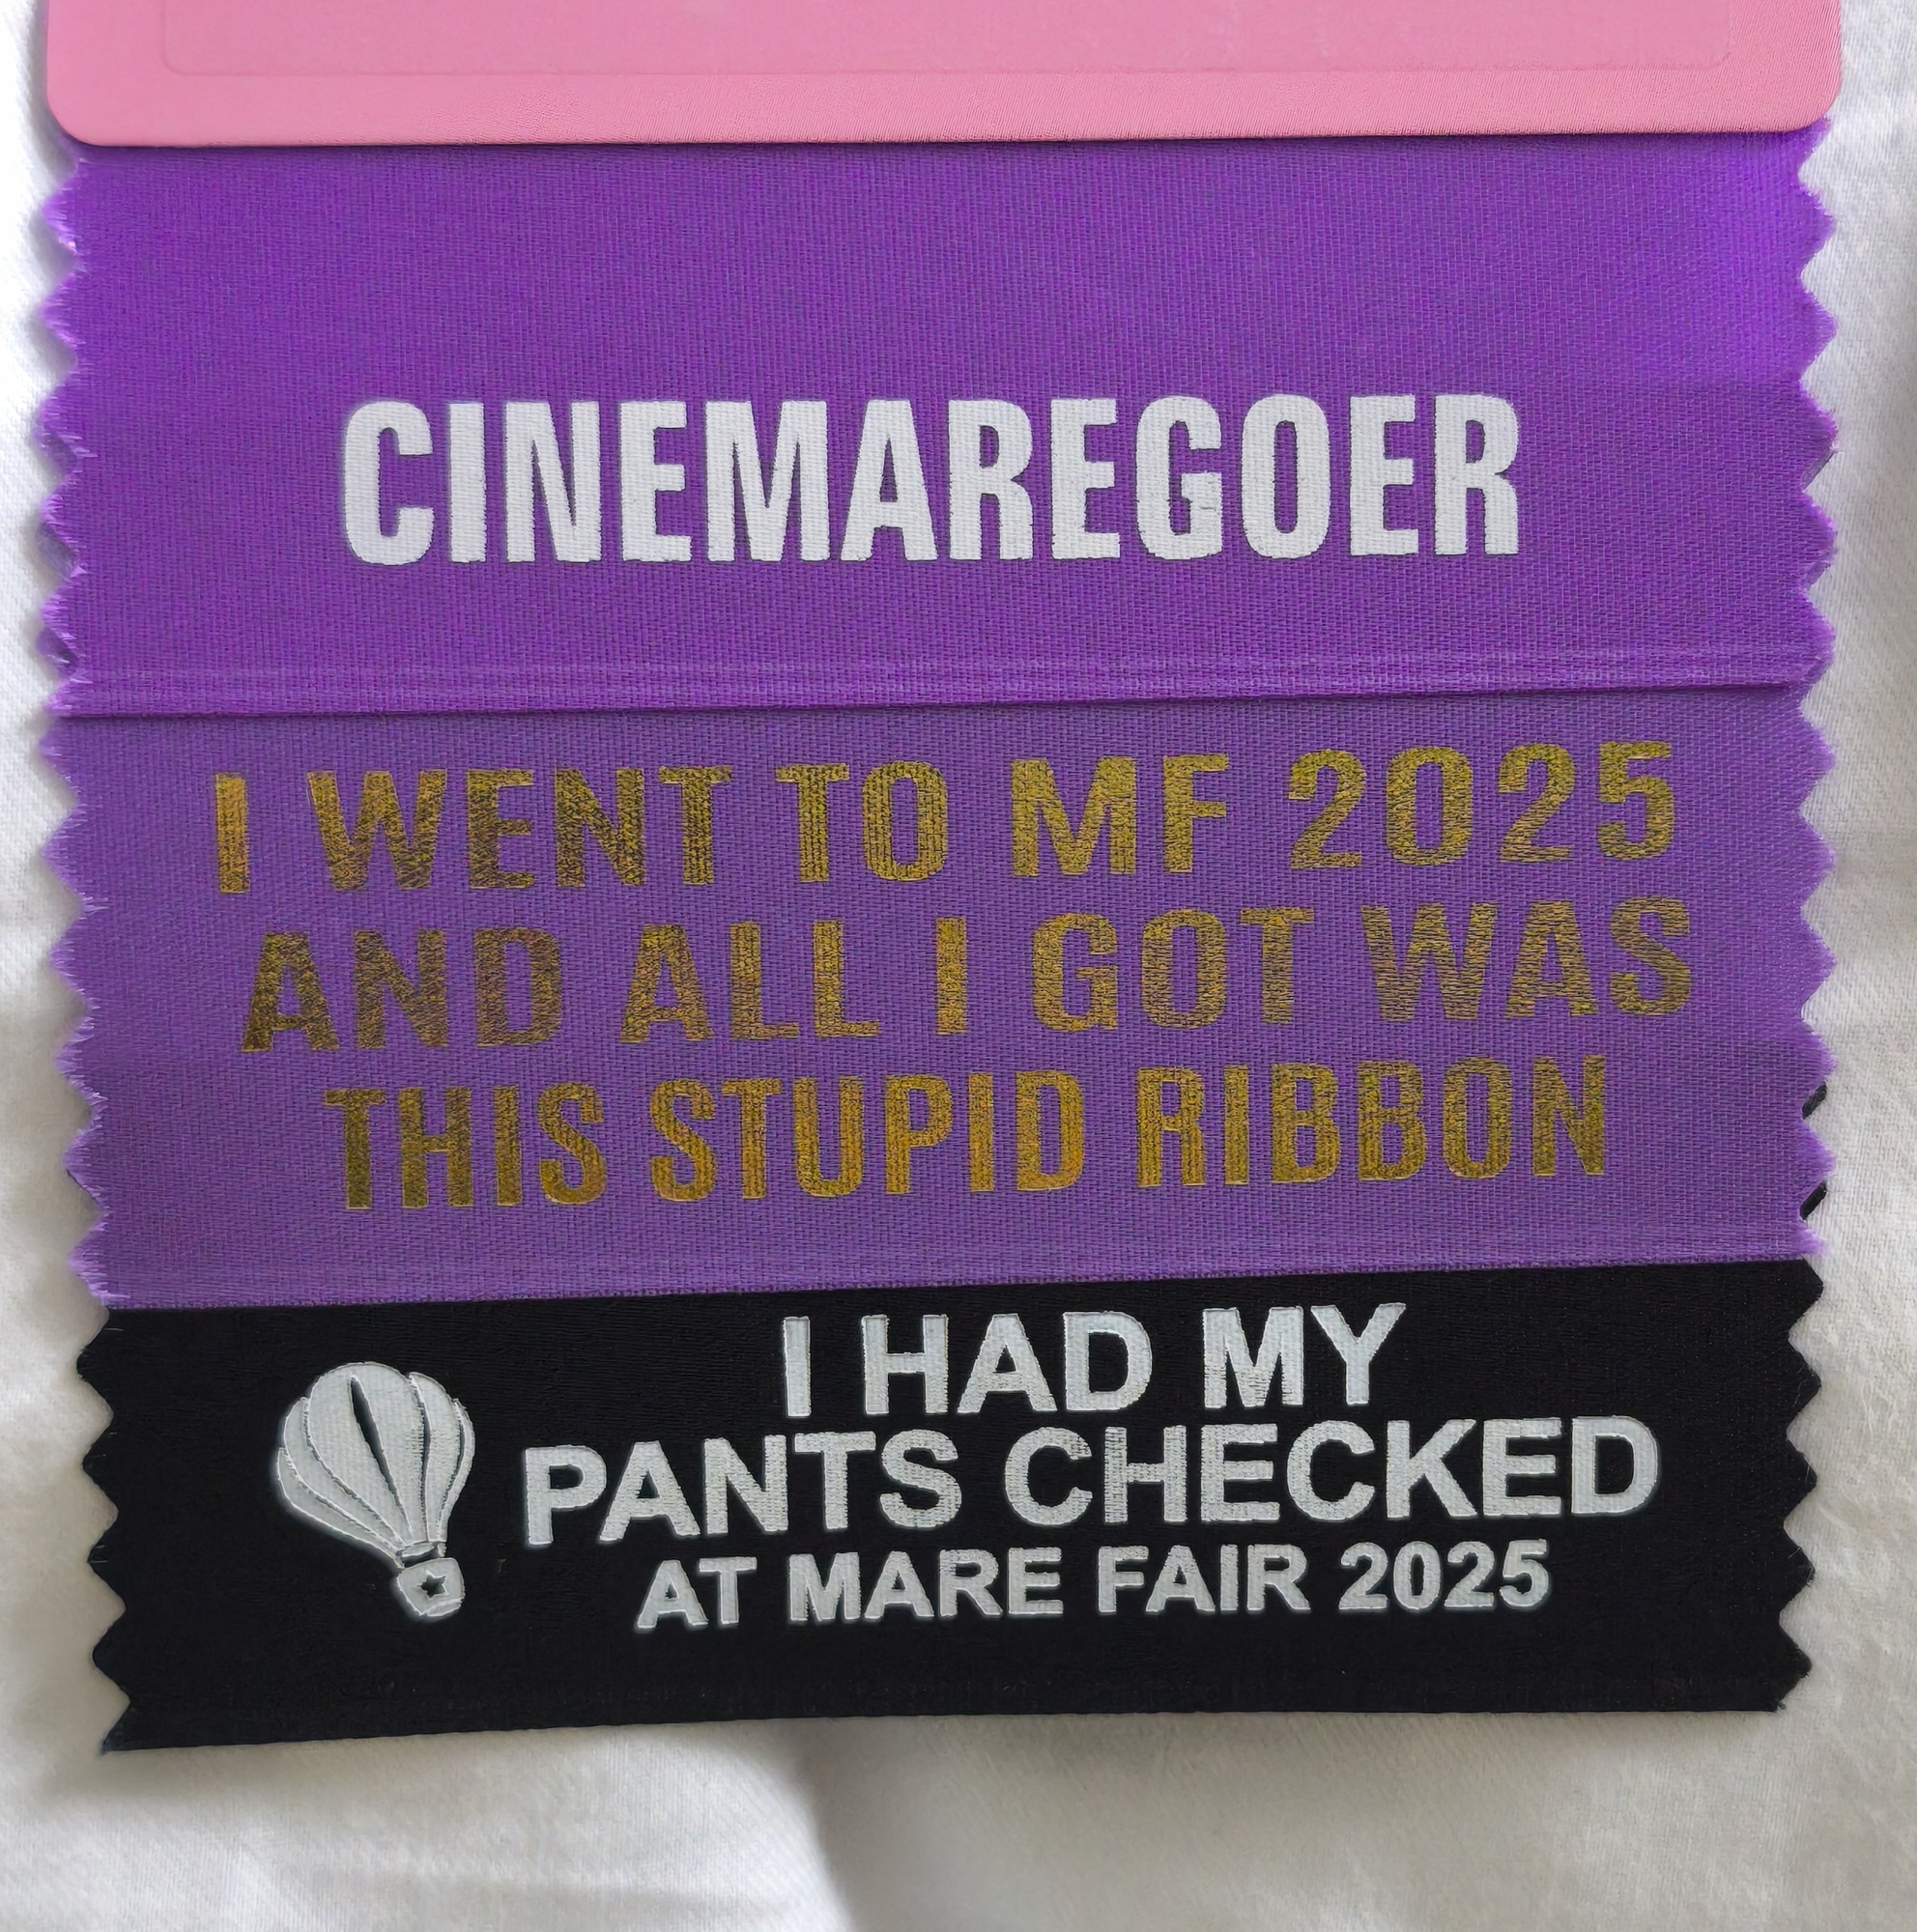 CINEMAREGOER
I WENT TO MF 2025
AND ALL I GOT WAS
THIS STUPID RIBBON
I HAD MY
PANTS CHECKED
AT MARE FAIR 2025